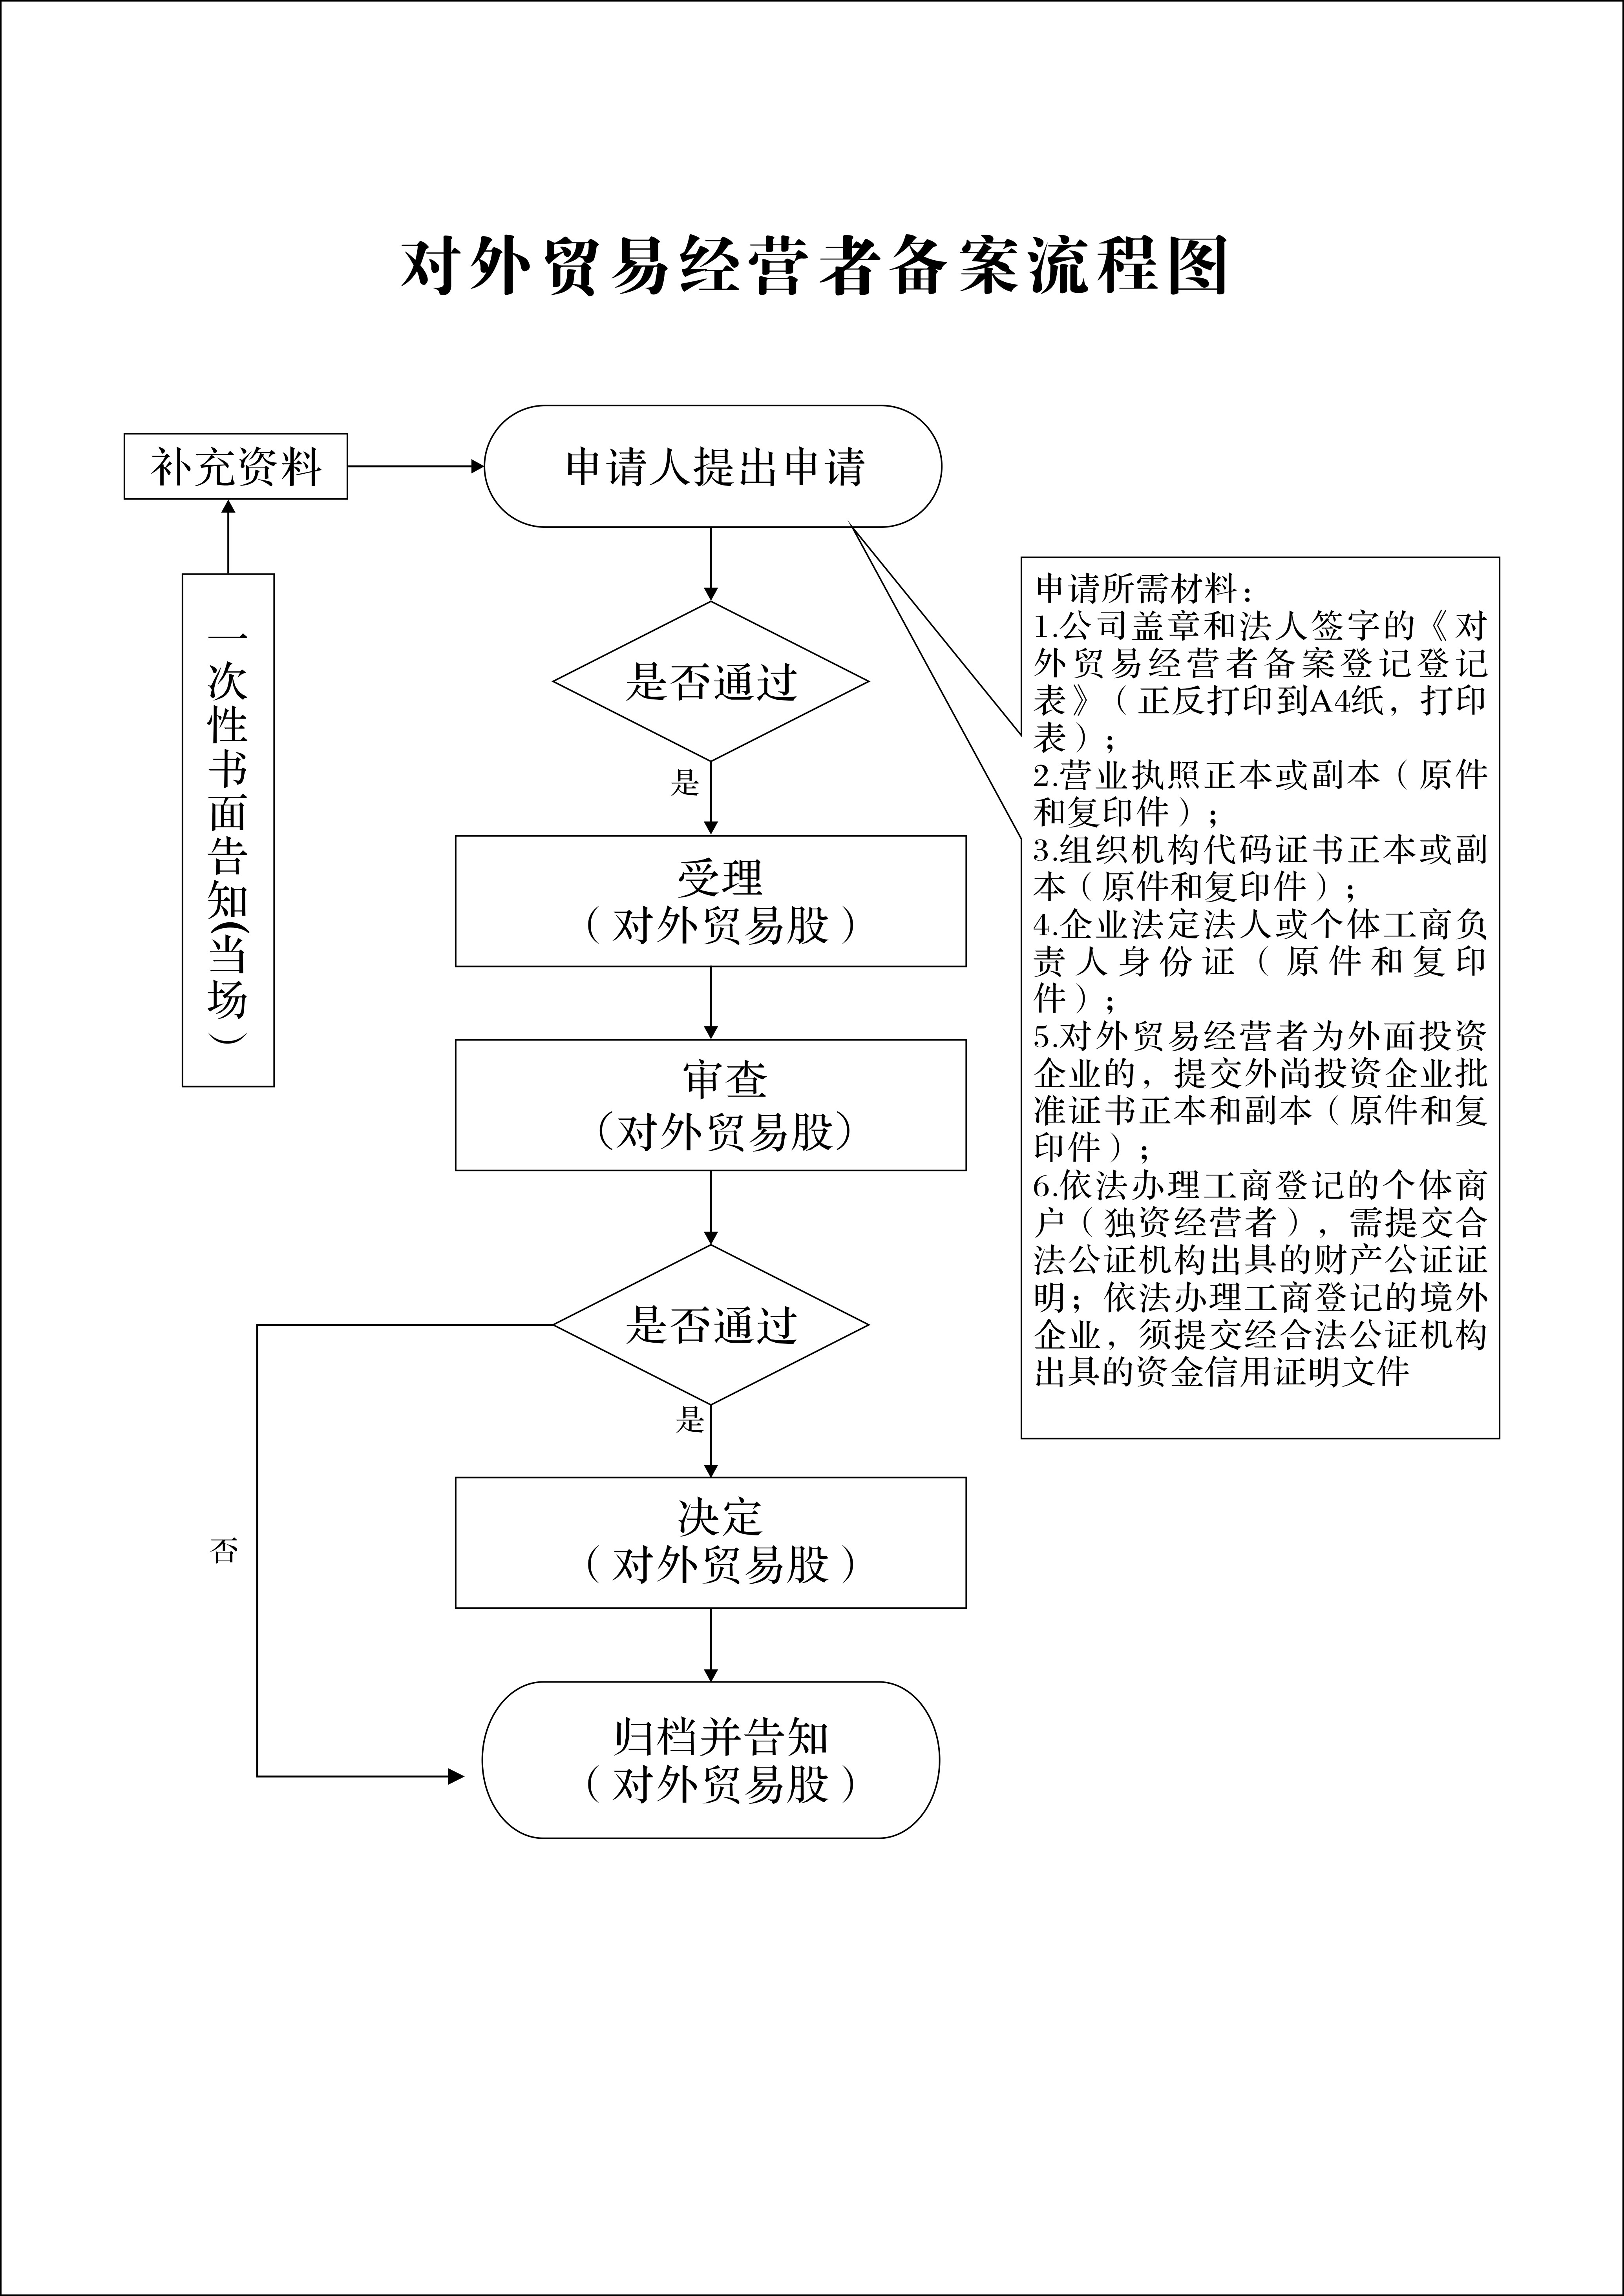 对外贸易经营者备案流程图
补充资料
申请人提出申请
一次性书面告知(当场）
是否通过
是
受理
（对外贸易股）
审查
（对外贸易股）
是否通过
是
否
决定
（对外贸易股）
归档并告知
（对外贸易股）
申请所需材料：
1.公司盖章和法人签字的《对
外贸易经营者备案登记登记
表》（正反打印到A4纸，打印
表）；
2.营业执照正本或副本（原件
和复印件）；
3.组织机构代码证书正本或副
本（原件和复印件）；
4.企业法定法人或个体工商负
责人身份证（原件和复印
件）；
5.对外贸易经营者为外面投资
企业的，提交外尚投资企业批
准证书正本和副本（原件和复
印件）；
6.依法办理工商登记的个体商
户（独资经营者），需提交合
法公证机构出具的财产公证证
明；依法办理工商登记的境外
企业，须提交经合法公证机构
出具的资金信用证明文件